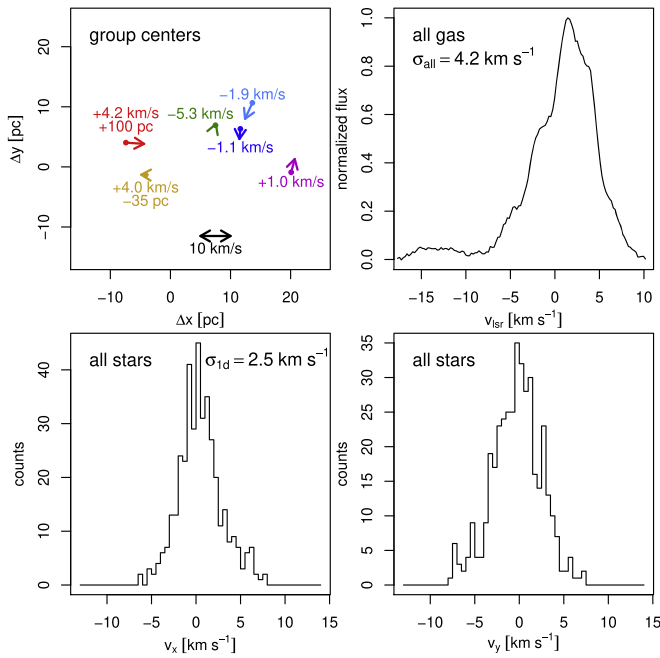 group centers
Δy [pc]
20
10
0
−10
−1.9 km/s
−5.3 km/s
+4.2 km/s
+100 pc
−1.1 km/s
+4.0 km/s
−35 pc
+1.0 km/s
10 km/s
−10 0 10 20
Δx [pc]
all gas
σall = 4.2 km s−1
normalized flux
1.0
0.8
0.6
0.4
0.2
0.0
−15 −10 −5 0 5 10
vlsr [km s−1]
all stars
σ1d = 2.5 km s−1
counts
40
30
20
10
0
−10 −5 0 5 10 15
vx [km s−1]
all stars
counts
35
30
25
20
15
10
5
0
−10 −5 0 5 10 15
vy [km s−1]